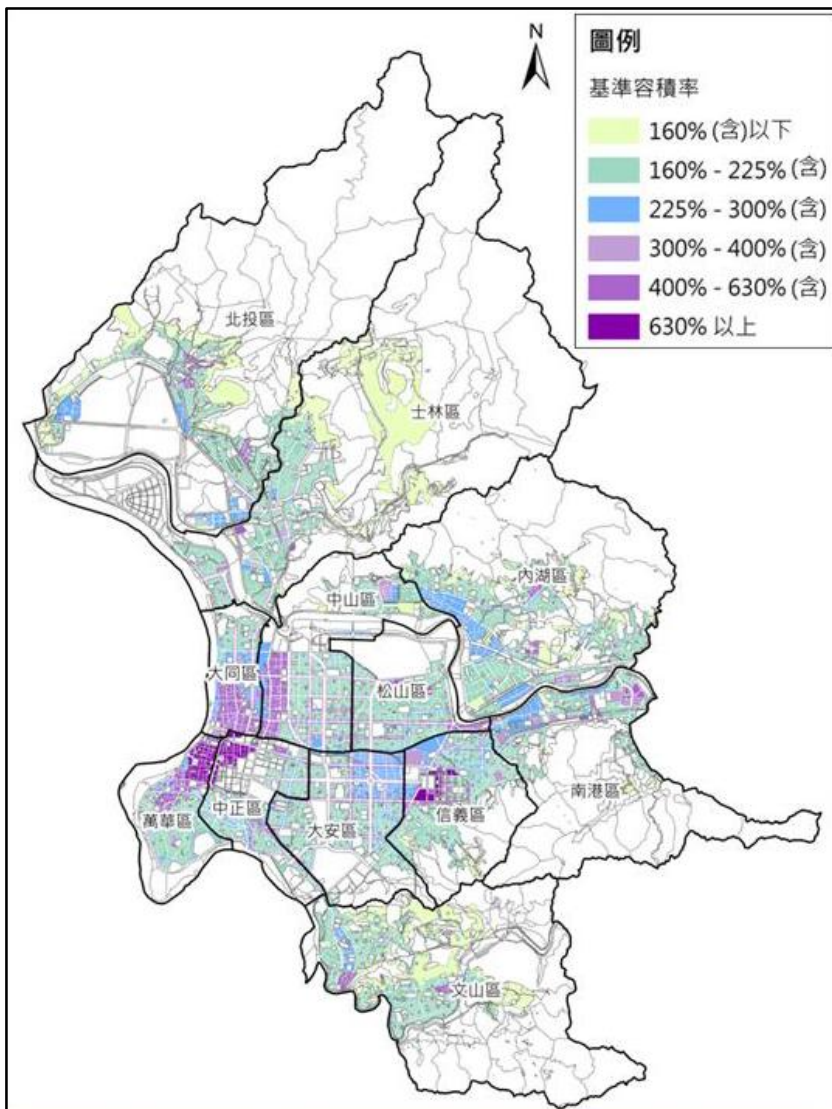 N
圖例
基準容積率
160% (含)以下
160% - 225% (含)
225% - 300% (含)
300% - 400% (含)
400% - 630% (含)
630% 以上
北投區
士林區
內湖區
中山區
大同區
松山區
南港區
萬華區
中正區
大安區
信義區
文山區